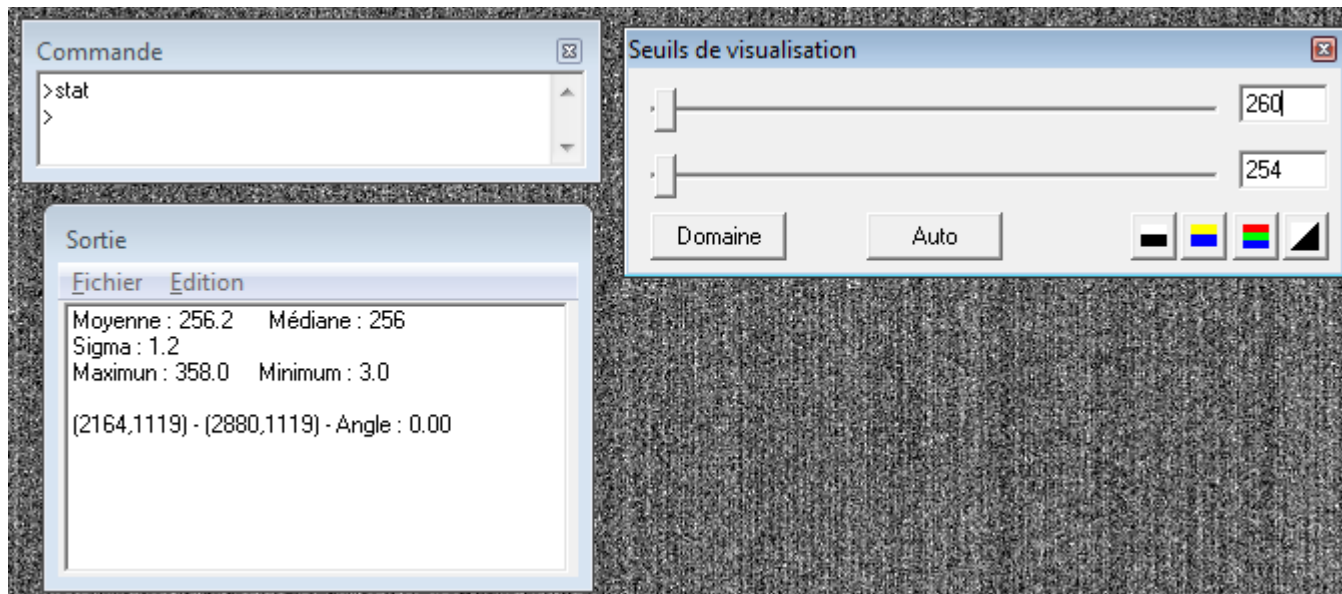 Commande
>stat
>
Seuils de visualisation
260
254
Domaine
Auto
Sortie
Fichier Edition
Moyenne : 256.2 Médiane : 256
Sigma : 1.2
Maximun : 358.0 Minimum : 3.0
(2164,1119) - (2880,1119) - Angle : 0.00